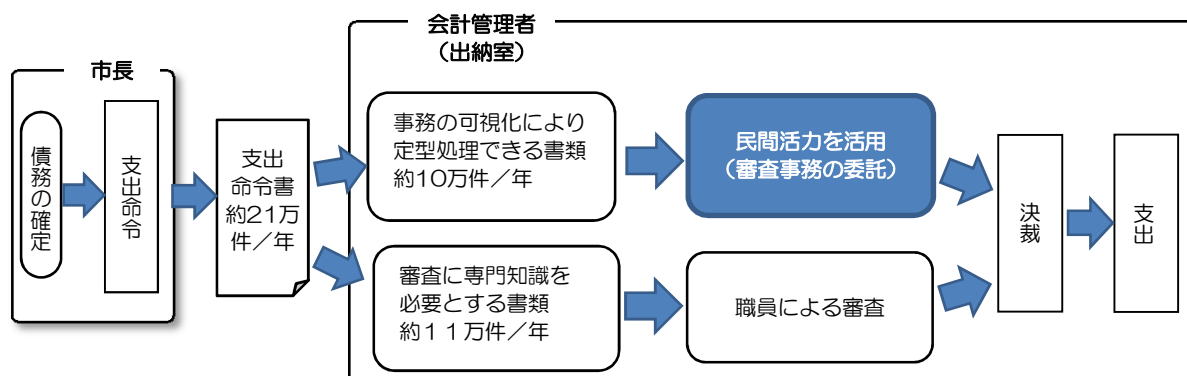 会計管理者
（出納室）
市長
債務の確定
支出命令
支出
命令書
約21万
件／年
事務の可視化により
定型処理できる書類
約10万件／年
民間活力を活用
（審査事務の委託）
審査に専門知識を
必要とする書類
約１１万件／年
職員による審査
決裁
支出